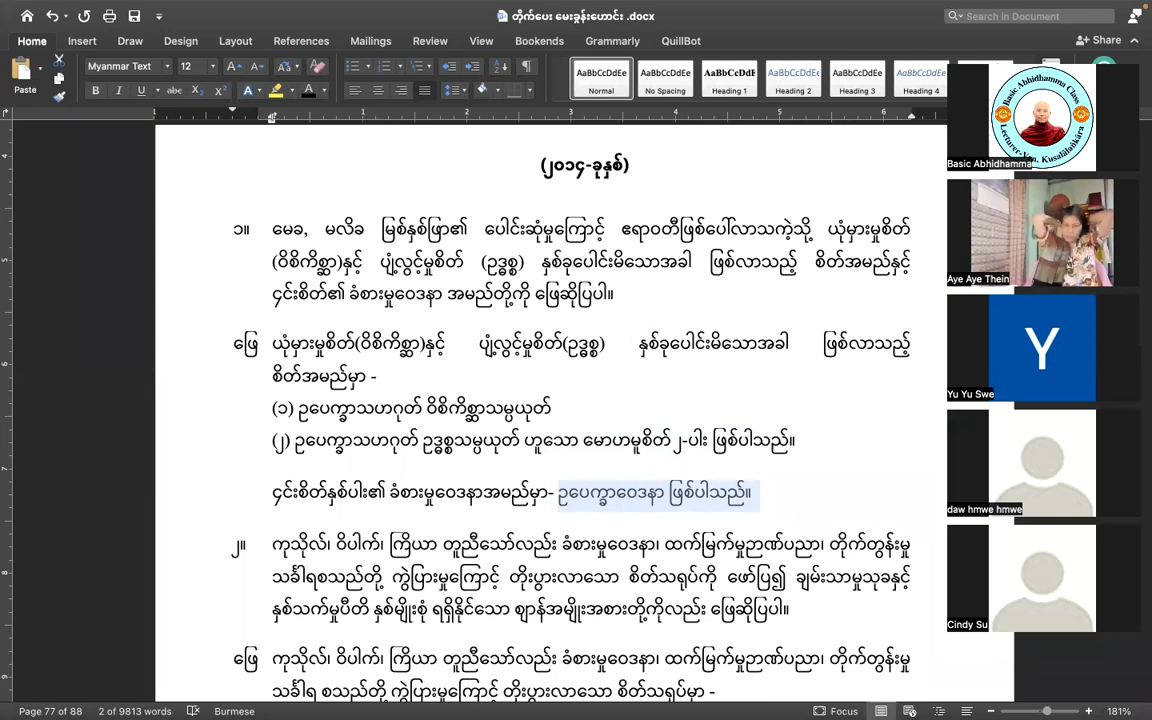 တိုက်ပေး မေးခွန်းဟောင်း .docx
Search in Document
Home Insert Draw Design Layout References Mailings Review View Bookends Grammarly QuillBot
Share
Paste
Myanmar Text 12
AaBbCcDdEe AaBbCcDdEe AaBbCcDdE AaBbCcDdEe AaBbCcDdEe AaBbCcDdEe
Normal No Spacing Heading 1 Heading 2 Heading 3 Heading 4
(၂၀၁၄-ခုနှစ်)
၁။ မေခ, မလိခ မြစ်နှစ်ဖြာ၏ ပေါင်းဆုံမှုကြောင့် ဧရာဝတီဖြစ်ပေါ်လာသကဲ့သို့ ယုံမှားမှုစိတ်
(ဝိစိကိစ္ဆာ)နှင့် ပျံ့လွင့်မှုစိတ် (ဥဒ္ဓစ္စ) နှစ်ခုပေါင်းမိသောအခါ ဖြစ်လာသည့် စိတ်အမည်နှင့်
၄င်းစိတ်၏ ခံစားမှုဝေဒနာ အမည်တို့ကို ဖြေဆိုပြပါ။
ဖြေ ယုံမှားမှုစိတ်(ဝိစိကိစ္ဆာ)နှင့် ပျံ့လွင့်မှုစိတ်(ဥဒ္ဓစ္စ) နှစ်ခုပေါင်းမိသောအခါ ဖြစ်လာသည့်
စိတ်အမည်မှာ -
(၁) ဥပေက္ခာသဟဂုတ် ဝိစိကိစ္ဆာသမ္ပယုတ်
(၂) ဥပေက္ခာသဟဂုတ် ဥဒ္ဓစ္စသမ္ပယုတ် ဟူသော မောဟမူစိတ်၂-ပါး ဖြစ်ပါသည်။
၄င်းစိတ်နှစ်ပါး၏ ခံစားမှုဝေဒနာအမည်မှာ- ဥပေက္ခာဝေဒနာ ဖြစ်ပါသည်။
၂။ ကုသိုလ်၊ ဝိပါက်၊ ကြိယာ တူညီသော်လည်း ခံစားမှုဝေဒနာ၊ ထက်မြက်မှုဉာဏ်ပညာ၊ တိုက်တွန်းမှု
သင်္ခါရစသည်တို့ ကွဲပြားမှုကြောင့် တိုးပွားလာသော စိတ်သရုပ်ကို ဖော်ပြ၍ ချမ်းသာမှုသုခနှင့်
နှစ်သက်မှုပီတိ နှစ်မျိုးစုံ ရရှိနိုင်သော ဈာန်အမျိုးအစားတို့ကိုလည်း ဖြေဆိုပြပါ။
ဖြေ ကုသိုလ်၊ ဝိပါက်၊ ကြိယာ တူညီသော်လည်း ခံစားမှုဝေဒနာ၊ ထက်မြက်မှုဉာဏ်ပညာ၊ တိုက်တွန်းမှု
သင်္ခါရ စသည်တို့ ကွဲပြားမှုကြောင့် တိုးပွားလာသော စိတ်သရုပ်မှာ -
Basic Abhidhamma Class
Lecturer-Ven. Kusalālaṅkāra
Basic Abhidhamma
Aye Aye Thein
Y
Yu Yu Swe
daw hmwe hmwe
Cindy Su
Page 77 of 88 2 of 9813 words Burmese Focus 181%